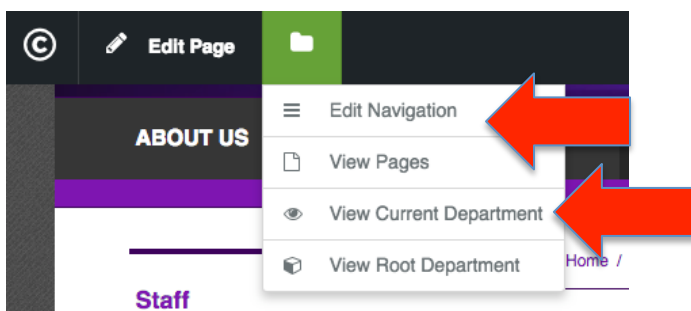 © Edit Page
Edit Navigation
ABOUT US
View Pages
View Current Department
View Root Department
Home /
Staff